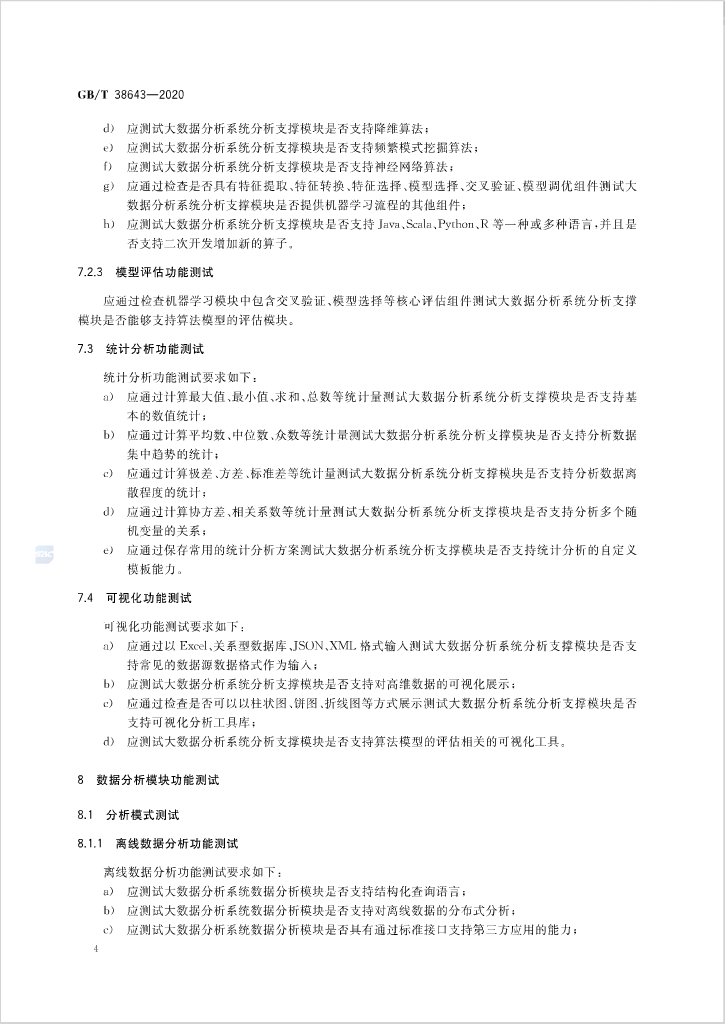 GB/T 38643—2020
d) 应测试大数据分析系统分析支撑模块是否支持降维算法;
e) 应测试大数据分析系统分析支撑模块是否支持频繁模式挖掘算法;
f) 应测试大数据分析系统分析支撑模块是否支持神经网络算法;
g) 应通过检查是否具有特征提取、特征转换、特征选择、模型选择、交叉验证、模型调优组件测试大
数据分析系统分析支撑模块是否提供机器学习流程的其他组件;
h) 应测试大数据分析系统分析支撑模块是否支持 Java、Scala、Python、R 等一种或多种语言,并且是
否支持二次开发增加新的算子。
7.2.3 模型评估功能测试
应通过检查机器学习模块中包含交叉验证、模型选择等核心评估组件测试大数据分析系统分析支撑
模块是否能够支持算法模型的评估模块。
7.3 统计分析功能测试
统计分析功能测试要求如下:
a) 应通过计算最大值、最小值、求和、总数等统计量测试大数据分析系统分析支撑模块是否支持基
本的数值统计;
b) 应通过计算平均数、中位数、众数等统计量测试大数据分析系统分析支撑模块是否支持分析数据
集中趋势的统计;
c) 应通过计算极差、方差、标准差等统计量测试大数据分析系统分析支撑模块是否支持分析数据离
散程度的统计;
d) 应通过计算协方差、相关系数等统计量测试大数据分析系统分析支撑模块是否支持分析多个随
机变量的关系;
e) 应通过保存常用的统计分析方案测试大数据分析系统分析支撑模块是否支持统计分析的自定义
模板能力。
7.4 可视化功能测试
可视化功能测试要求如下:
a) 应通过以 Excel、关系型数据库、JSON、XML 格式输入测试大数据分析系统分析支撑模块是否支
持常见的数据源数据格式作为输入;
b) 应测试大数据分析系统分析支撑模块是否支持对高维数据的可视化展示;
c) 应通过检查是否可以以柱状图、饼图、折线图等方式展示测试大数据分析系统分析支撑模块是否
支持可视化分析工具库;
d) 应测试大数据分析系统分析支撑模块是否支持算法模型的评估相关的可视化工具。
8 数据分析模块功能测试
8.1 分析模式测试
8.1.1 离线数据分析功能测试
离线数据分析功能测试要求如下:
a) 应测试大数据分析系统数据分析模块是否支持结构化查询语言;
b) 应测试大数据分析系统数据分析模块是否支持对离线数据的分布式分析;
c) 应测试大数据分析系统数据分析模块是否具有通过标准接口支持第三方应用的能力;
4